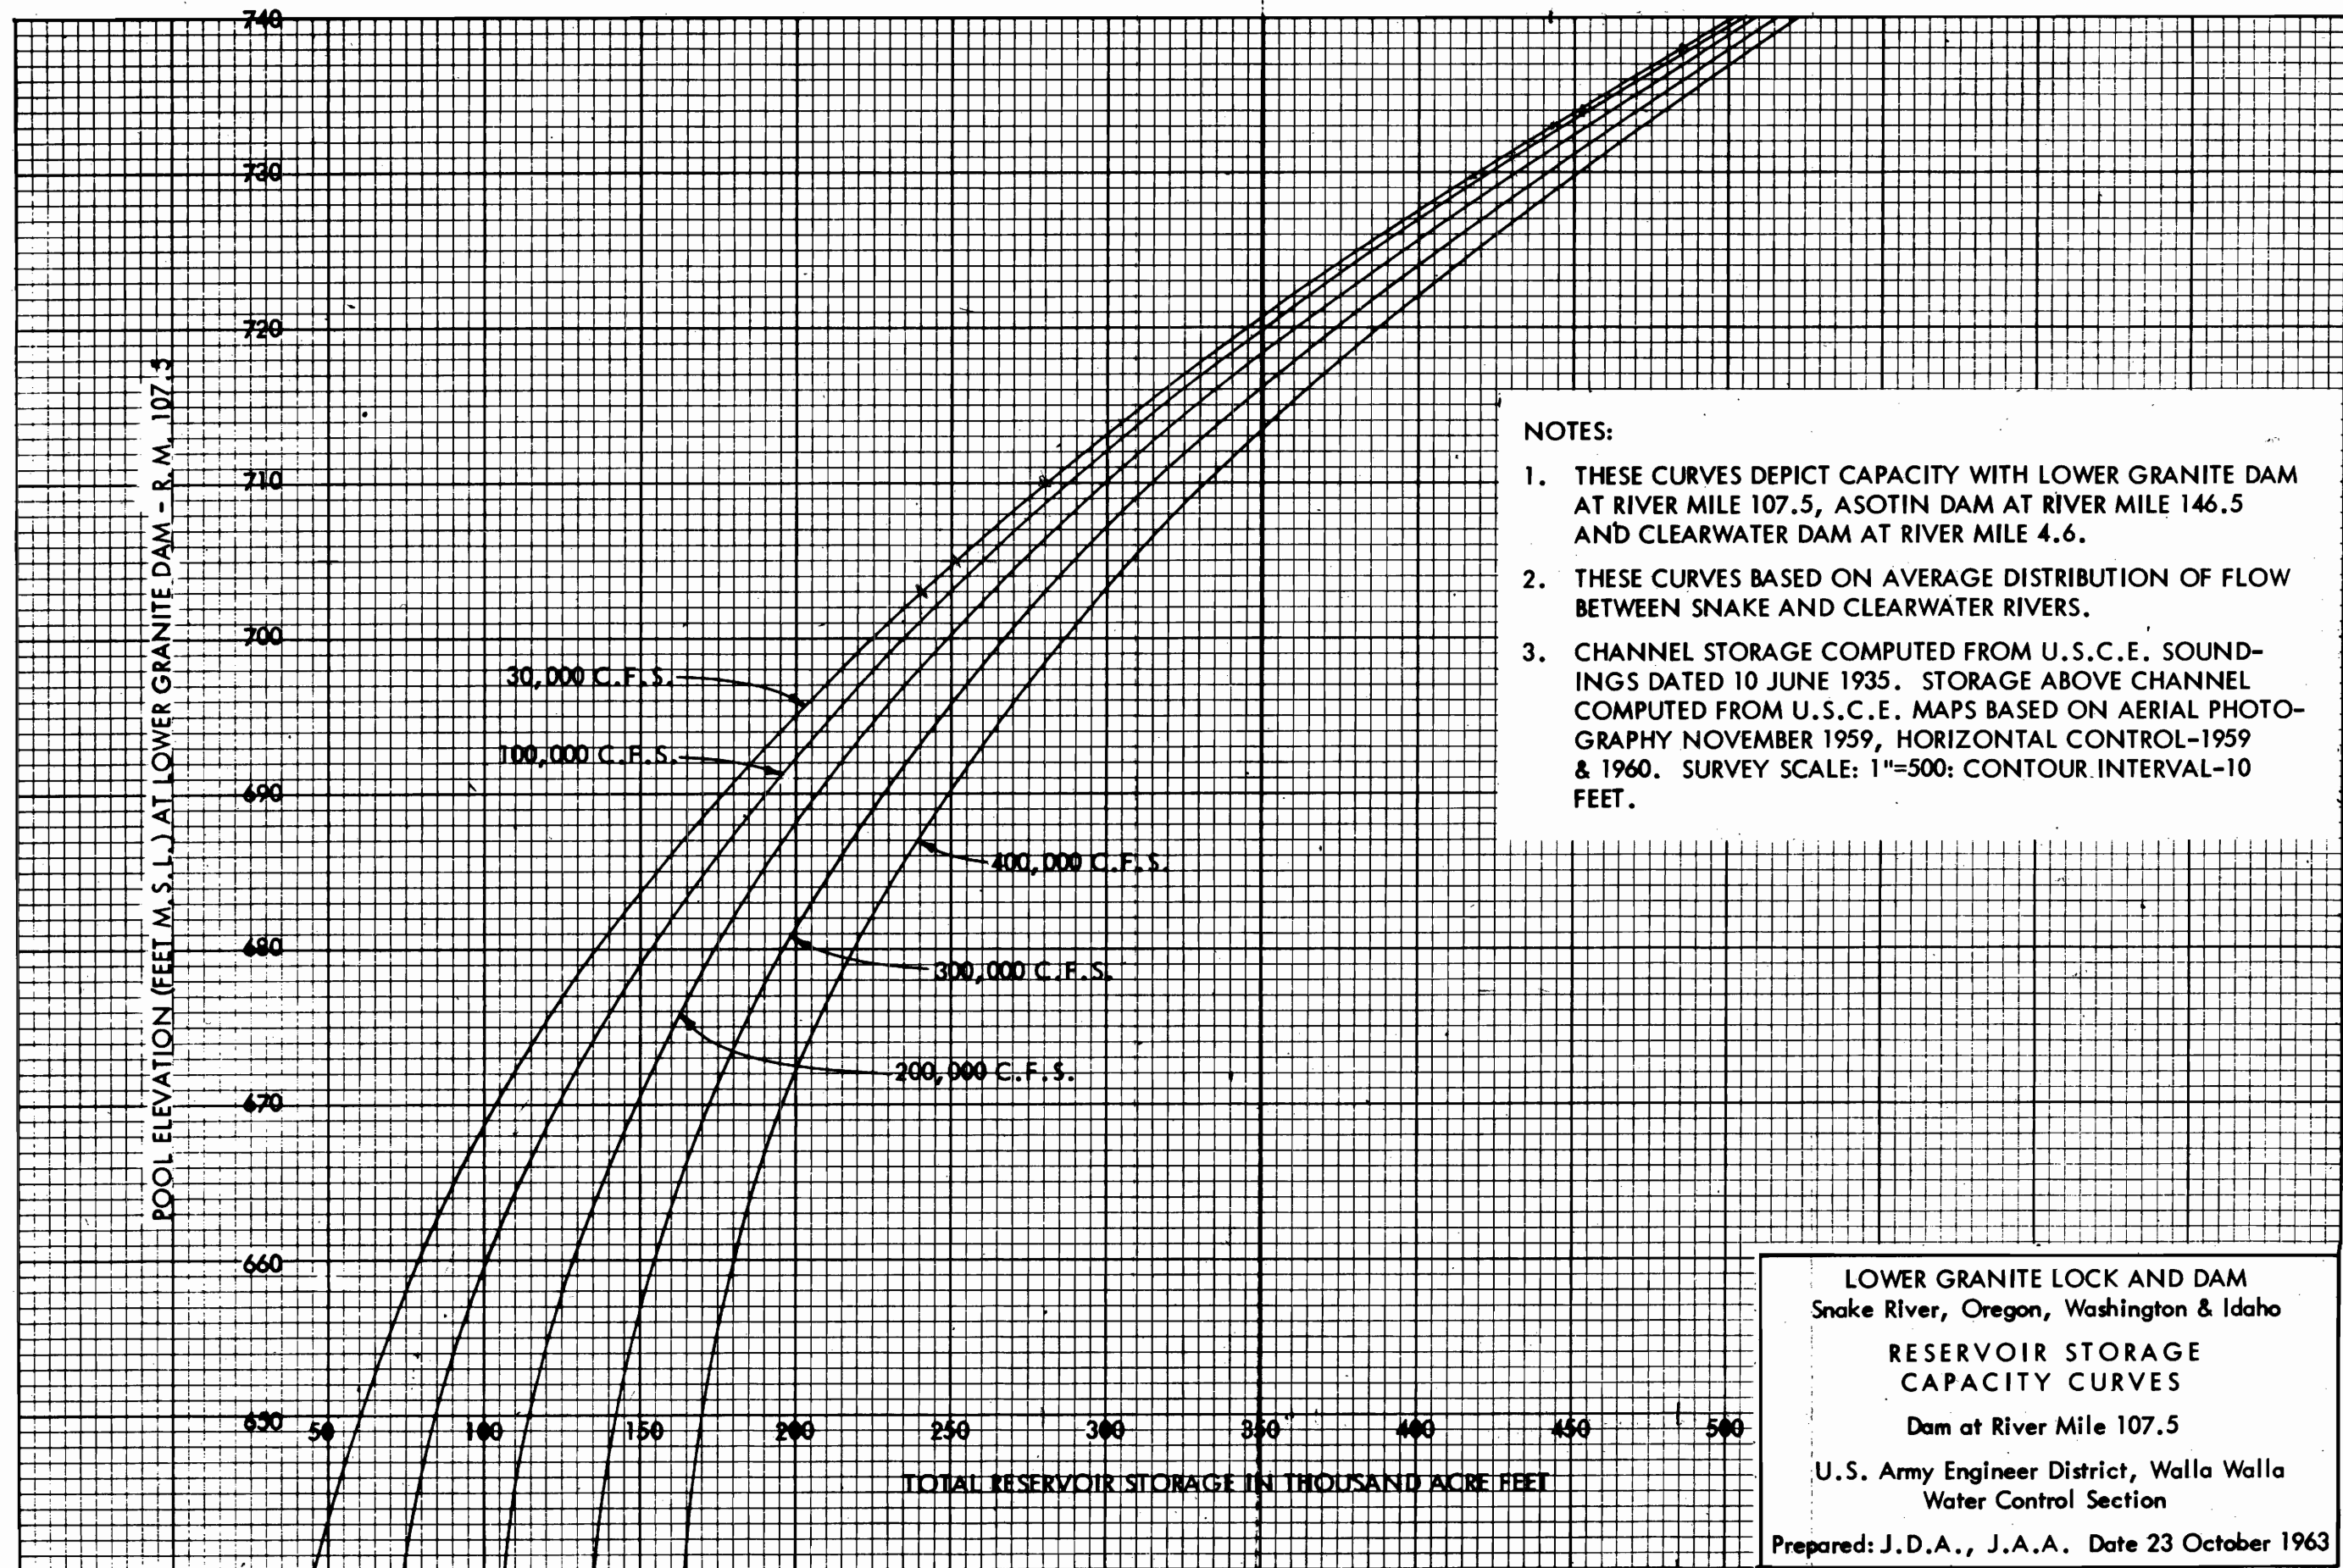 740
730
720
710
700
690
680
670
660
650
POOL ELEVATION (FEET M.S.L.) AT LOWER GRANITE DAM - R.M. 107.5
30,000 C.F.S.
100,000 C.F.S.
400,000 C.F.S.
300,000 C.F.S.
200,000 C.F.S.
50 100 150 200 250 300 350 400 450 500
TOTAL RESERVOIR STORAGE IN THOUSAND ACRE FEET
NOTES:
1. THESE CURVES DEPICT CAPACITY WITH LOWER GRANITE DAM
AT RIVER MILE 107.5, ASOTIN DAM AT RIVER MILE 146.5
AND CLEARWATER DAM AT RIVER MILE 4.6.
2. THESE CURVES BASED ON AVERAGE DISTRIBUTION OF FLOW
BETWEEN SNAKE AND CLEARWATER RIVERS.
3. CHANNEL STORAGE COMPUTED FROM U.S.C.E. SOUND-
INGS DATED 10 JUNE 1935. STORAGE ABOVE CHANNEL
COMPUTED FROM U.S.C.E. MAPS BASED ON AERIAL PHOTO-
GRAPHY NOVEMBER 1959, HORIZONTAL CONTROL-1959
& 1960. SURVEY SCALE: 1"=500: CONTOUR INTERVAL-10
FEET.
LOWER GRANITE LOCK AND DAM
Snake River, Oregon, Washington & Idaho
RESERVOIR STORAGE
CAPACITY CURVES
Dam at River Mile 107.5
U.S. Army Engineer District, Walla Walla
Water Control Section
Prepared: J.D.A., J.A.A. Date 23 October 1963